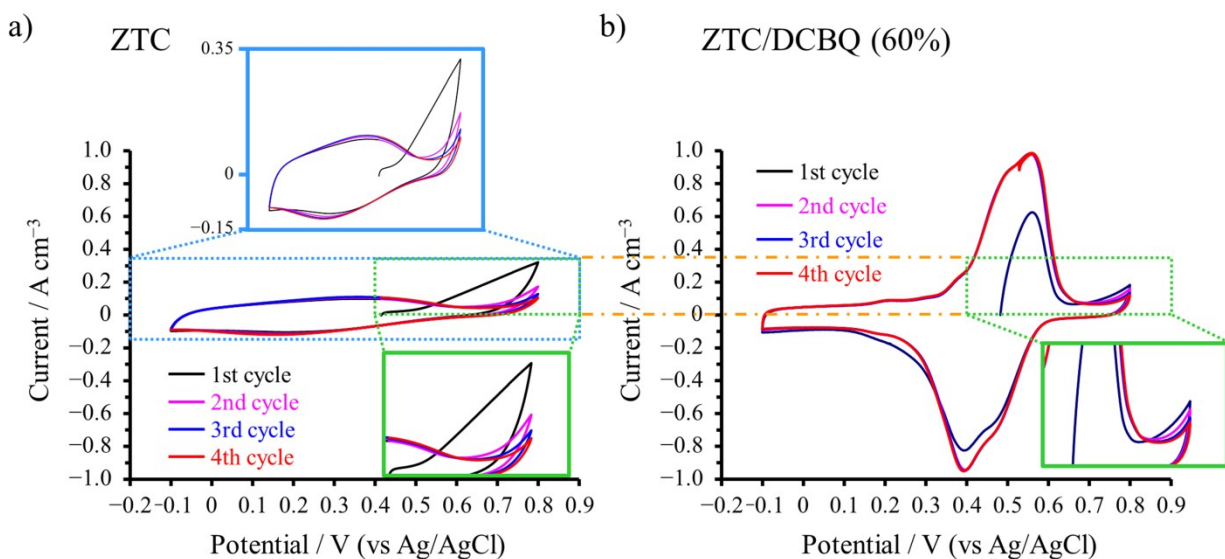 a)
ZTC
0.35
0
−0.15
1.0
0.8
0.6
0.4
0.2
0
−0.2
−0.4
−0.6
−0.8
−1.0
Current / A cm⁻³
1st cycle
2nd cycle
3rd cycle
4th cycle
−0.2 −0.1 0 0.1 0.2 0.3 0.4 0.5 0.6 0.7 0.8 0.9
Potential / V (vs Ag/AgCl)
b)
ZTC/DCBQ (60%)
1.0
0.8
0.6
0.4
0.2
0
−0.2
−0.4
−0.6
−0.8
−1.0
Current / A cm⁻³
1st cycle
2nd cycle
3rd cycle
4th cycle
−0.2 −0.1 0 0.1 0.2 0.3 0.4 0.5 0.6 0.7 0.8 0.9
Potential / V (vs Ag/AgCl)